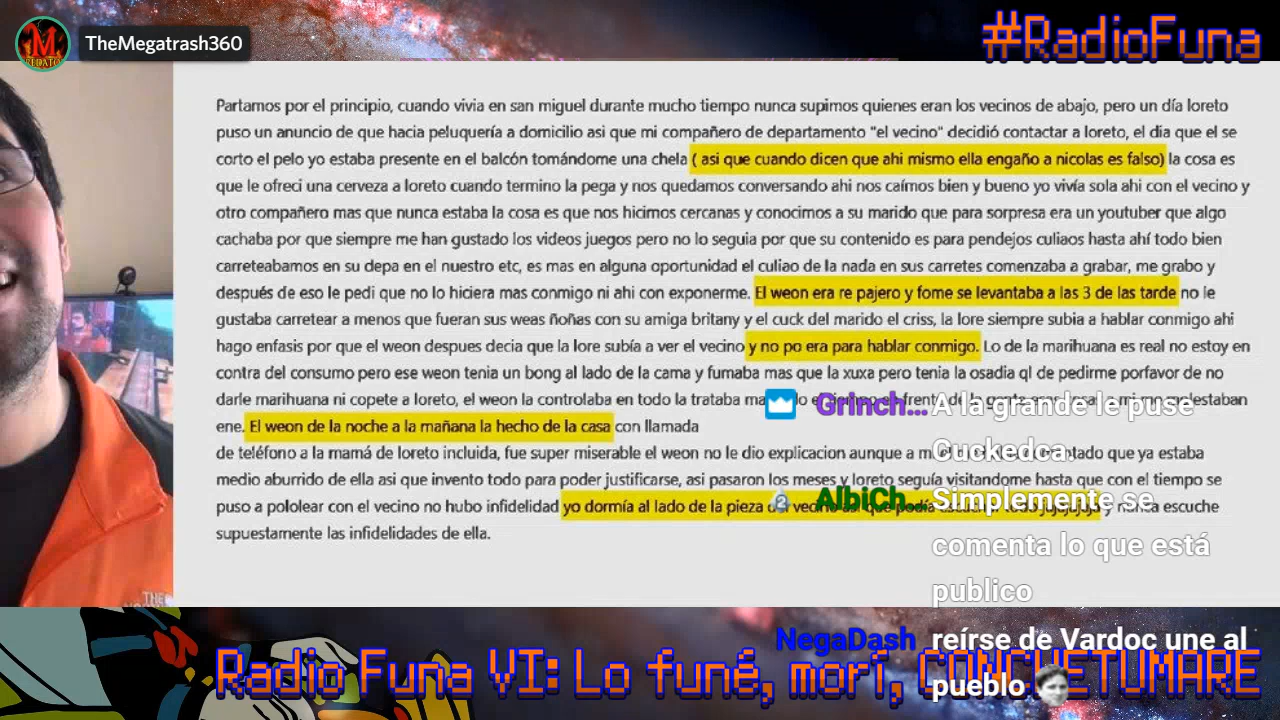 TheMegatrash360
#RadioFuna
Partamos por el principio, cuando vivia en san miguel durante mucho tiempo nunca supimos quienes eran los vecinos de abajo, pero un día loreto
puso un anuncio de que hacia peluquería a domicilio asi que mi compañero de departamento "el vecino" decidió contactar a loreto, el dia que el se
corto el pelo yo estaba presente en el balcón tomándome una chela ( asi que cuando dicen que ahi mismo ella engaño a nicolas es falso) la cosa es
que le ofreci una cerveza a loreto cuando termino la pega y nos quedamos conversando ahi nos caímos bien y bueno yo vivía sola ahi con el vecino y
otro compañero mas que nunca estaba la cosa es que nos hicimos cercanas y conocimos a su marido que para sorpresa era un youtuber que algo
cachaba por que siempre me han gustado los videos juegos pero no lo seguia por que su contenido es para pendejos culiaos hasta ahí todo bien
carreteabamos en su depa en el nuestro etc, es mas en alguna oportunidad el culiao de la nada en sus carretes comenzaba a grabar, me grabo y
después de eso le pedi que no lo hiciera mas conmigo ni ahi con exponerme. El weon era re pajero y fome se levantaba a las 3 de las tarde no le
gustaba carretear a menos que fueran sus weas ñoñas con su amiga britany y el cuck del marido el criss, la lore siempre subia a hablar conmigo ahi
hago enfasis por que el weon despues decia que la lore subía a ver el vecino y no po era para hablar conmigo. Lo de la marihuana es real no estoy en
contra del consumo pero ese weon tenia un bong al lado de la cama y fumaba mas que la xuxa pero tenia la osadia ql de pedirme porfavor de no
darle marihuana ni copete a loreto, el weon la controlaba en todo la trataba molestaban
ene. El weon de la noche a la mañana la hecho de la casa con llamada
de teléfono a la mamá de loreto incluida, fue super miserable el weon no le dio explicacion aunque a que ya estaba
medio aburrido de ella asi que invento todo para poder justificarse, asi pasaron los meses y loreto seguía visitandome hasta que con el tiempo se
puso a pololear con el vecino no hubo infidelidad yo dormía al lado de la pieza y nunca escuche
supuestamente las infidelidades de ella.
Grinch... A la grande le puse
Cuckedca.
AlbiCh... Simplemente se
comenta lo que está
publico
NegaDash reírse de Vardoc une al
pueblo
Radio Funa VI: Lo funé, morí, CONCHETUMARE